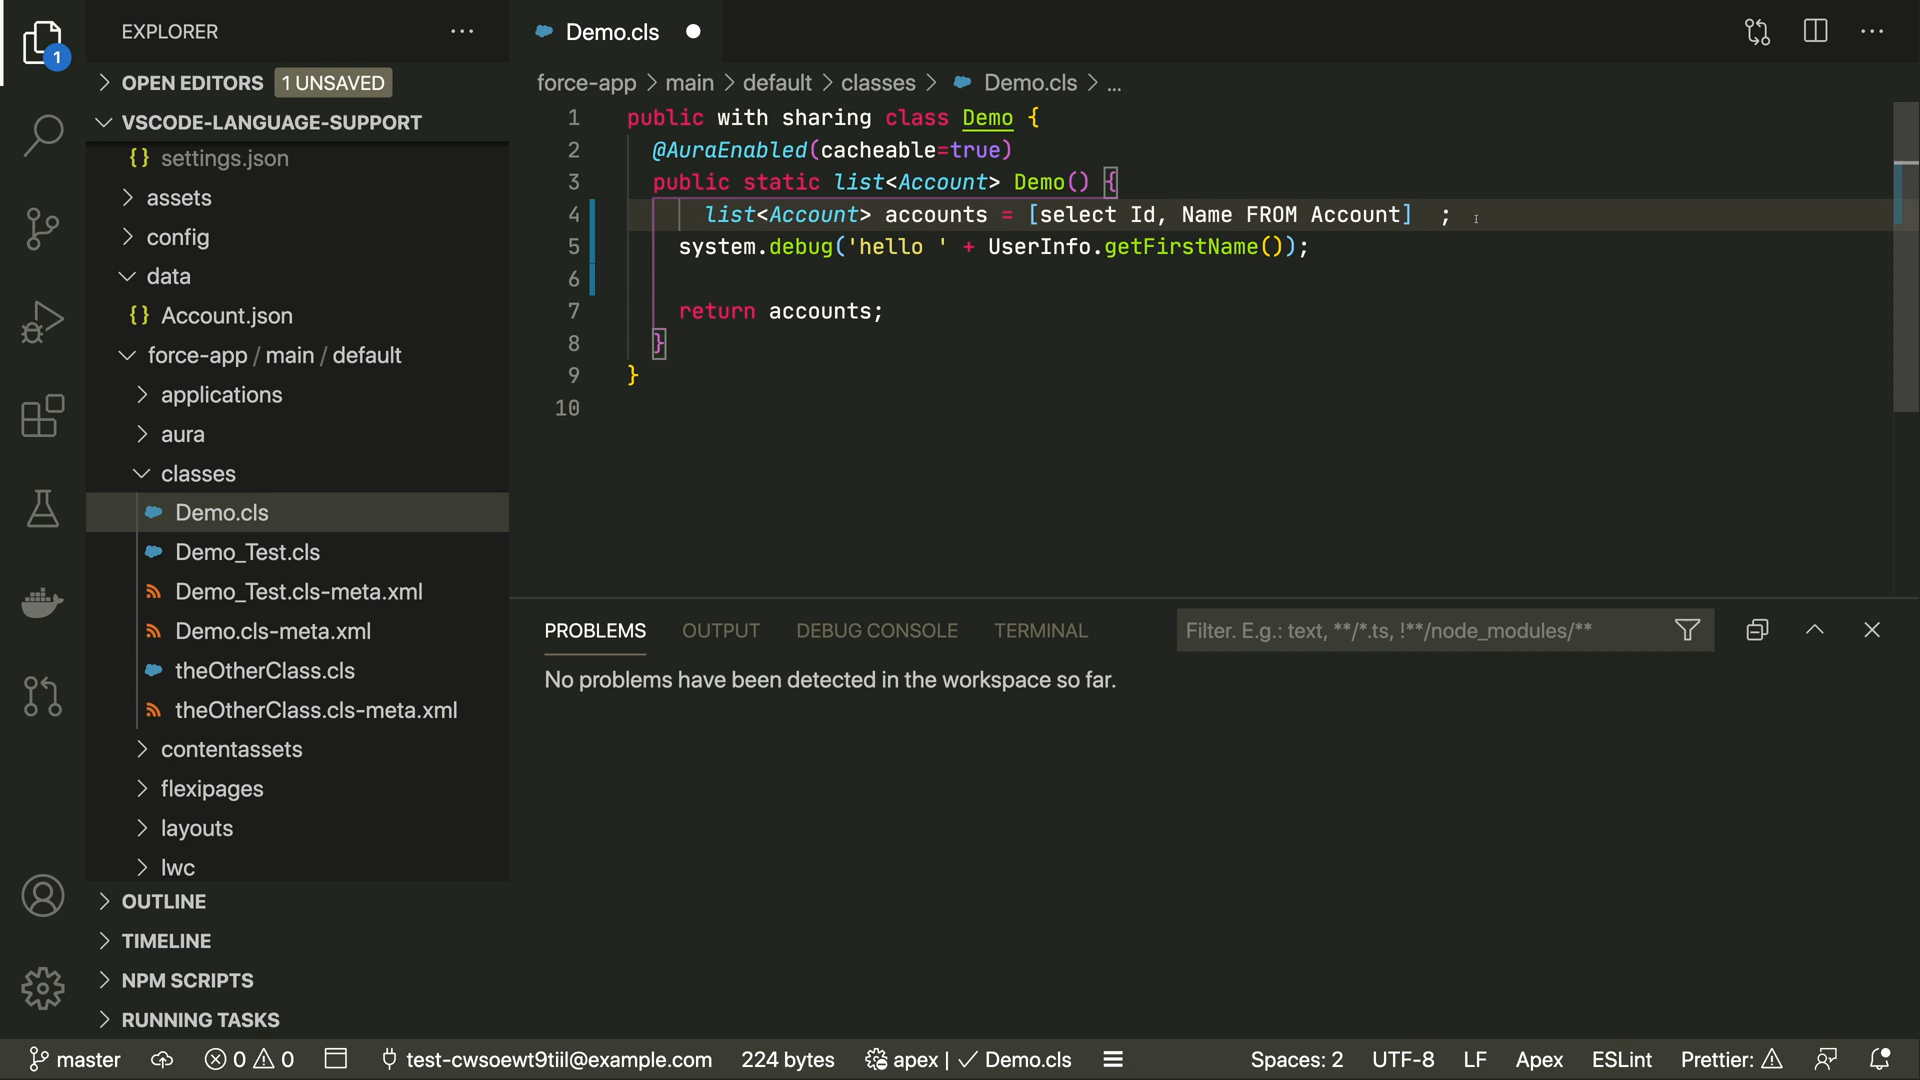 EXPLORER
Demo.cls
1
OPEN EDITORS 1 UNSAVED
force-app > main > default > classes > Demo.cls > ...
VSCODE-LANGUAGE-SUPPORT
{} settings.json
assets
config
data
{} Account.json
force-app / main / default
applications
aura
classes
Demo.cls
Demo_Test.cls
Demo_Test.cls-meta.xml
Demo.cls-meta.xml
theOtherClass.cls
theOtherClass.cls-meta.xml
contentassets
flexipages
layouts
lwc
OUTLINE
TIMELINE
NPM SCRIPTS
RUNNING TASKS
1 public with sharing class Demo {
2 @AuraEnabled(cacheable=true)
3 public static list<Account> Demo() {
4 list<Account> accounts = [select Id, Name FROM Account]  ;
5 system.debug('hello ' + UserInfo.getFirstName());
6
7 return accounts;
8 }
9 }
10
PROBLEMS OUTPUT DEBUG CONSOLE TERMINAL Filter. E.g.: text, **/*.ts, !**/node_modules/**
No problems have been detected in the workspace so far.
master 0 0 test-cwsoewt9tiil@example.com 224 bytes apex | ✓ Demo.cls Spaces: 2 UTF-8 LF Apex ESLint Prettier: ⚠